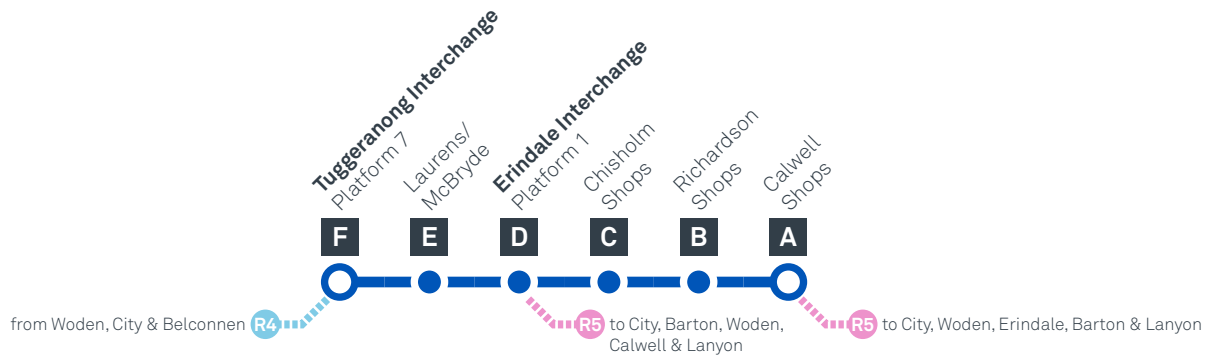 Tuggeranong Interchange
Platform 7
Laurens/
McBryde
Erindale Interchange
Platform 1
Chisholm
Shops
Richardson
Shops
Calwell
Shops
F
E
D
C
B
A
from Woden, City & Belconnen R4
R5 to City, Barton, Woden,
Calwell & Lanyon
R5 to City, Woden, Erindale, Barton & Lanyon